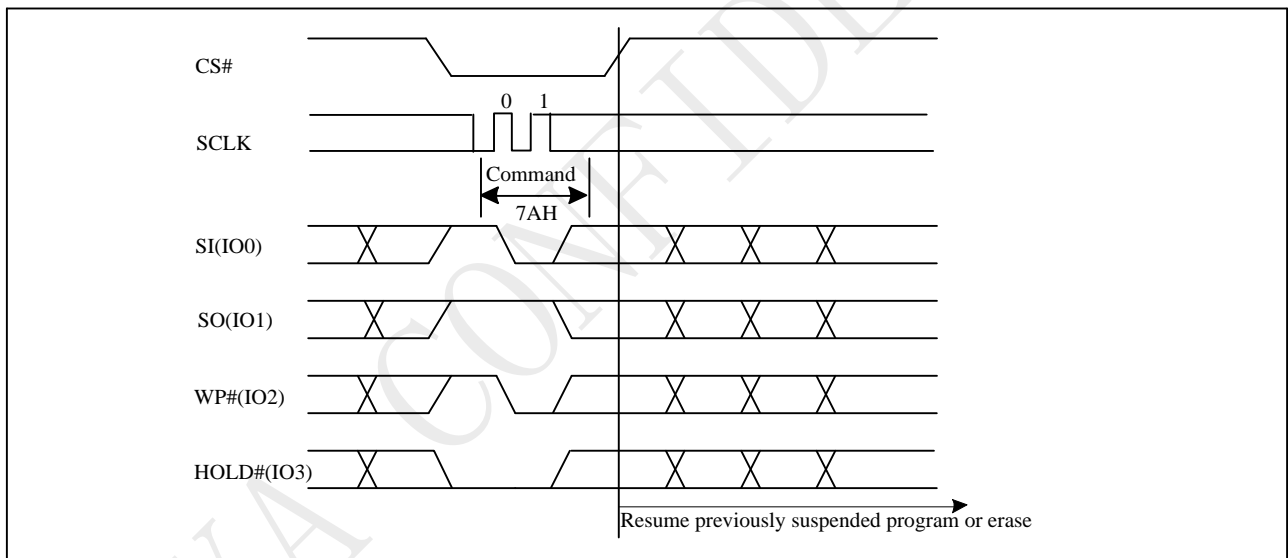 CS#
0 1
SCLK
Command
7AH
SI(IO0)
SO(IO1)
WP#(IO2)
HOLD#(IO3)
Resume previously suspended program or erase